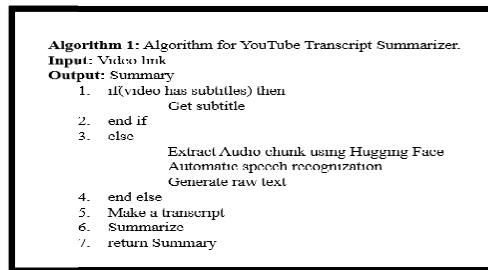 Algorithm 1: Algorithm for YouTube Transcript Summarizer.
Input: Video link
Output: Summary
1. if(video has subtitles) then
Get subtitle
2. end if
3. else
Extract Audio chunk using Hugging Face
Automatic speech recognization
Generate raw text
4. end else
5. Make a transcript
6. Summarize
7. return Summary